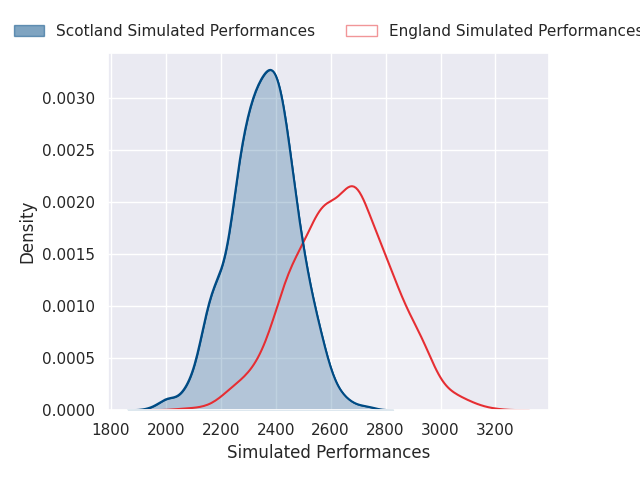 Scotland Simulated Performances England Simulated Performances
0.0030
0.0025
0.0020
0.0015
0.0010
0.0005
0.0000
Density
1800 2000 2200 2400 2600 2800 3000 3200
Simulated Performances